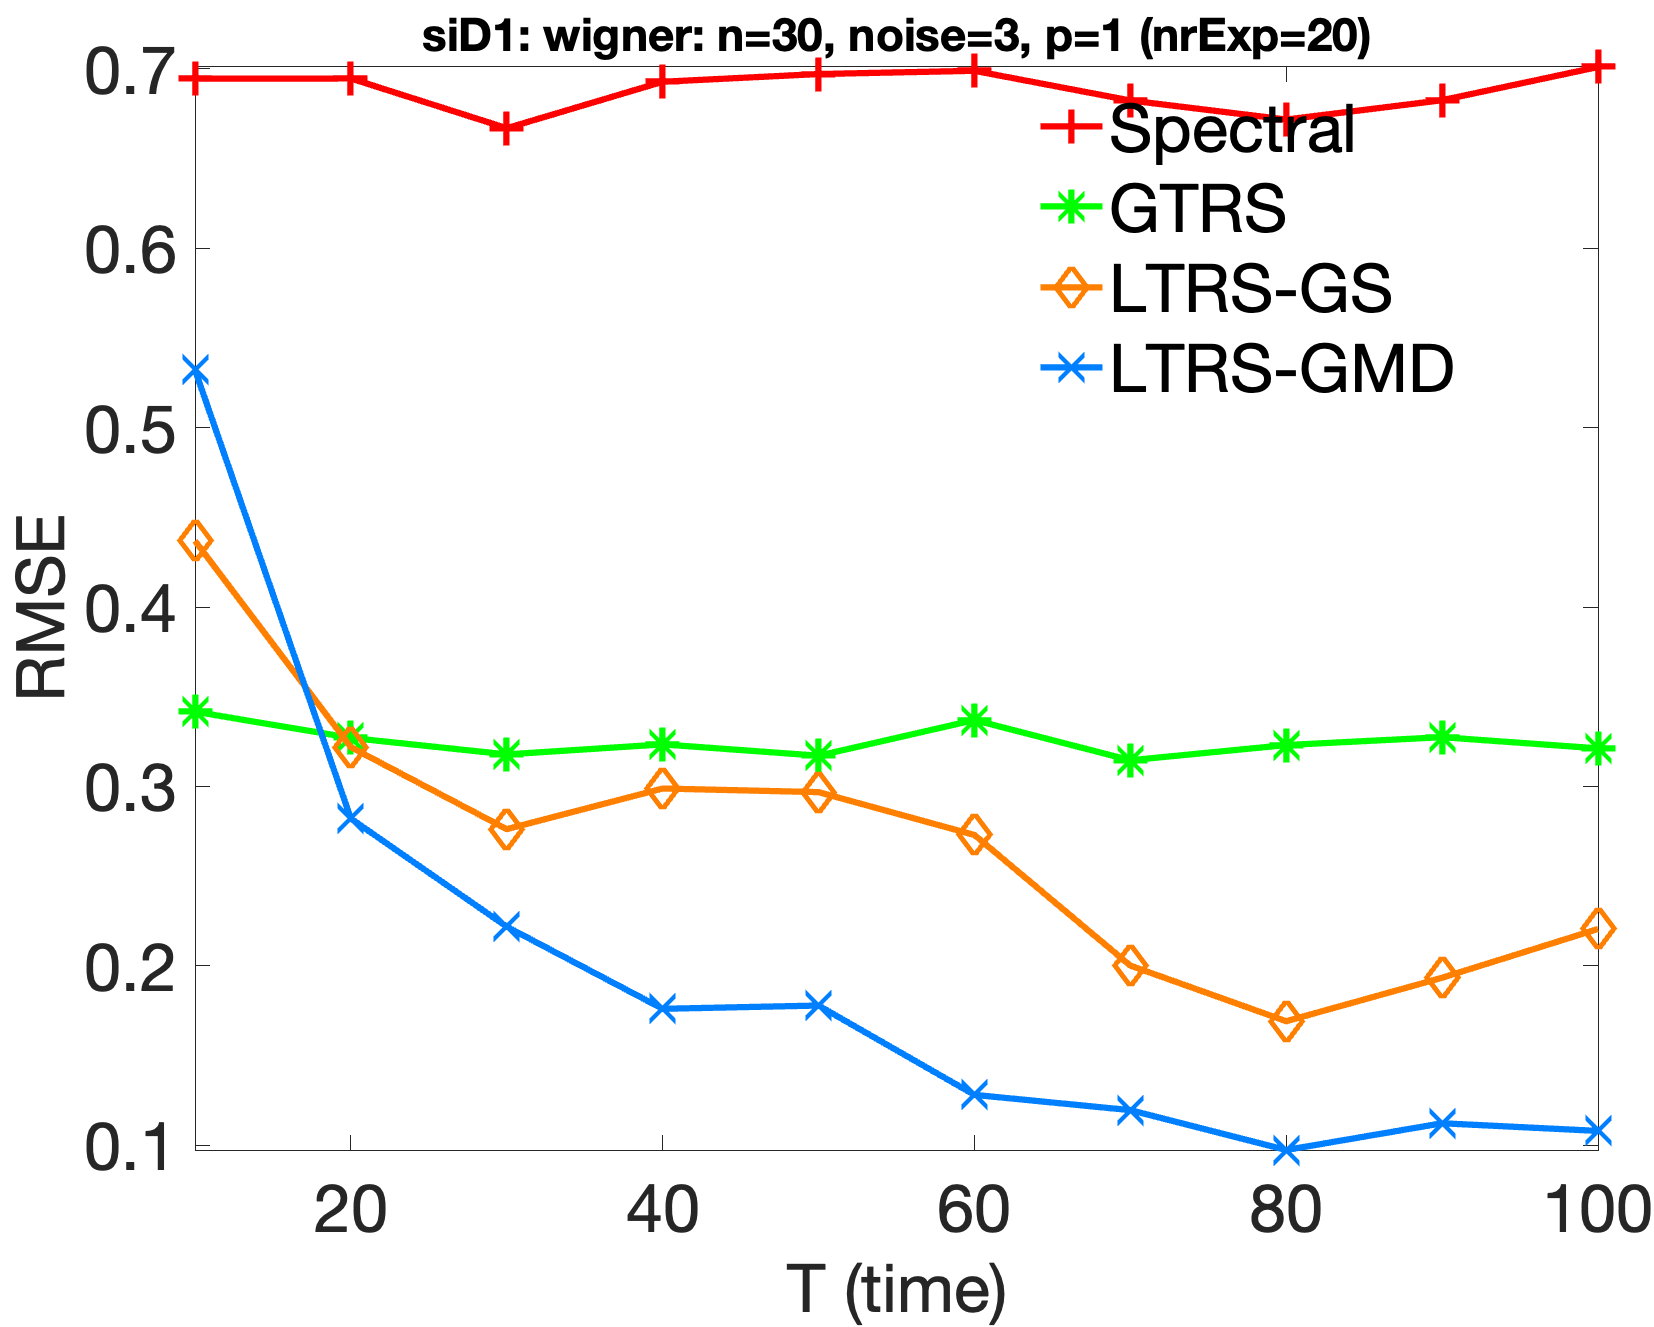 siD1: wigner: n=30, noise=3, p=1 (nrExp=20)
0.7
0.6
0.5
0.4
0.3
0.2
0.1
RMSE
Spectral
GTRS
LTRS-GS
LTRS-GMD
20 40 60 80 100
T (time)